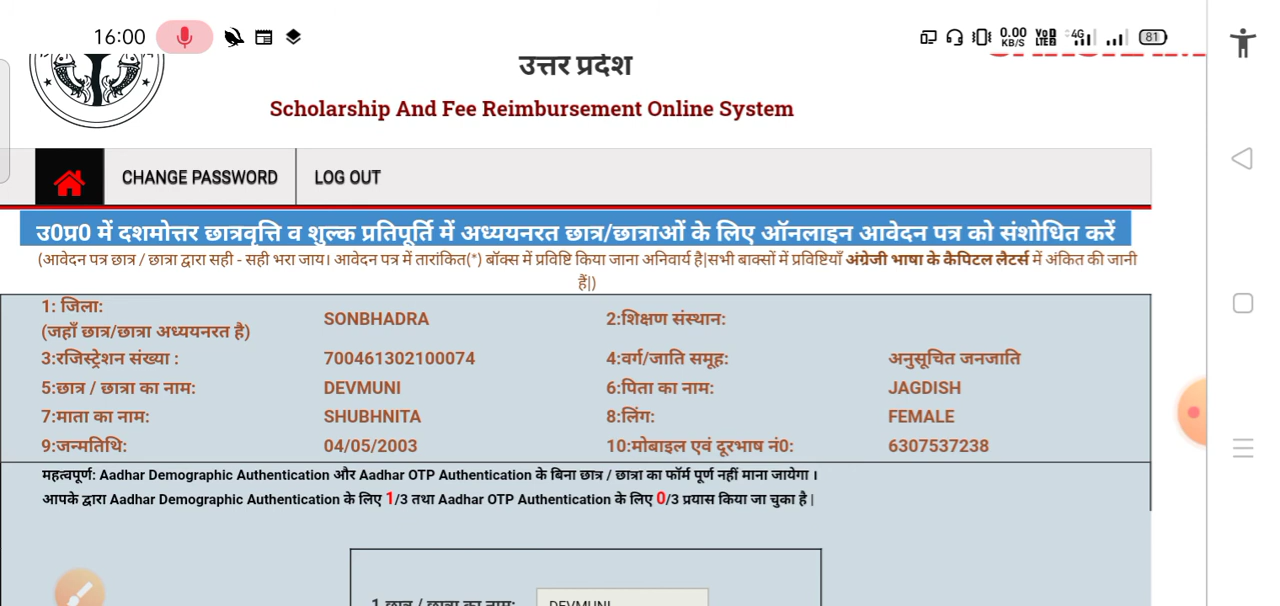 16:00 0.00 KB/S VoD LTE2 4G 81
उत्तर प्रदेश
Scholarship And Fee Reimbursement Online System
CHANGE PASSWORD LOG OUT
उ0प्र0 में दशमोत्तर छात्रवृत्ति व शुल्क प्रतिपूर्ति में अध्ययनरत छात्र/छात्राओं के लिए ऑनलाइन आवेदन पत्र को संशोधित करें
(आवेदन पत्र छात्र / छात्रा द्वारा सही - सही भरा जाय। आवेदन पत्र में तारांकित(*) बॉक्स में प्रविष्टि किया जाना अनिवार्य है|सभी बाक्सों में प्रविष्टियाँ अंग्रेजी भाषा के कैपिटल लैटर्स में अंकित की जानी
हैं|)
1: जिला:
(जहाँ छात्र/छात्रा अध्ययनरत है) SONBHADRA 2:शिक्षण संस्थान:
3:रजिस्ट्रेशन संख्या : 700461302100074 4:वर्ग/जाति समूह: अनुसूचित जनजाति
5:छात्र / छात्रा का नाम: DEVMUNI 6:पिता का नाम: JAGDISH
7:माता का नाम: SHUBHNITA 8:लिंग: FEMALE
9:जन्मतिथि: 04/05/2003 10:मोबाइल एवं दूरभाष नं0: 6307537238
महत्वपूर्ण: Aadhar Demographic Authentication और Aadhar OTP Authentication के बिना छात्र / छात्रा का फॉर्म पूर्ण नहीं माना जायेगा ।
आपके द्वारा Aadhar Demographic Authentication के लिए 1/3 तथा Aadhar OTP Authentication के लिए 0/3 प्रयास किया जा चुका है |
1.छात्र / छात्रा का नाम: DEVMUNI